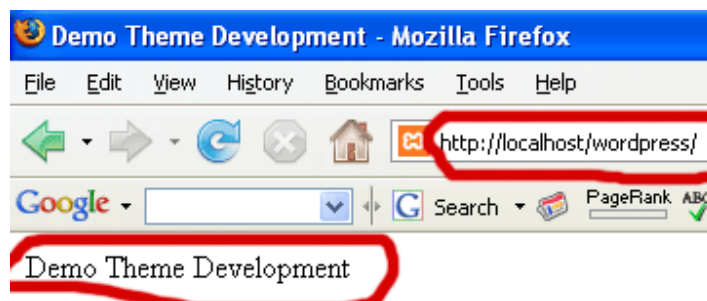 Demo Theme Development - Mozilla Firefox
File Edit View History Bookmarks Tools Help
http://localhost/wordpress/
Google Search PageRank ABC
Demo Theme Development